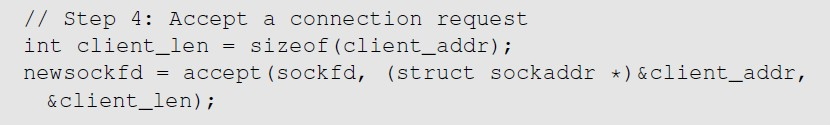 // Step 4: Accept a connection request
int client_len = sizeof(client_addr);
newsockfd = accept(sockfd, (struct sockaddr *)&client_addr,
&client_len);